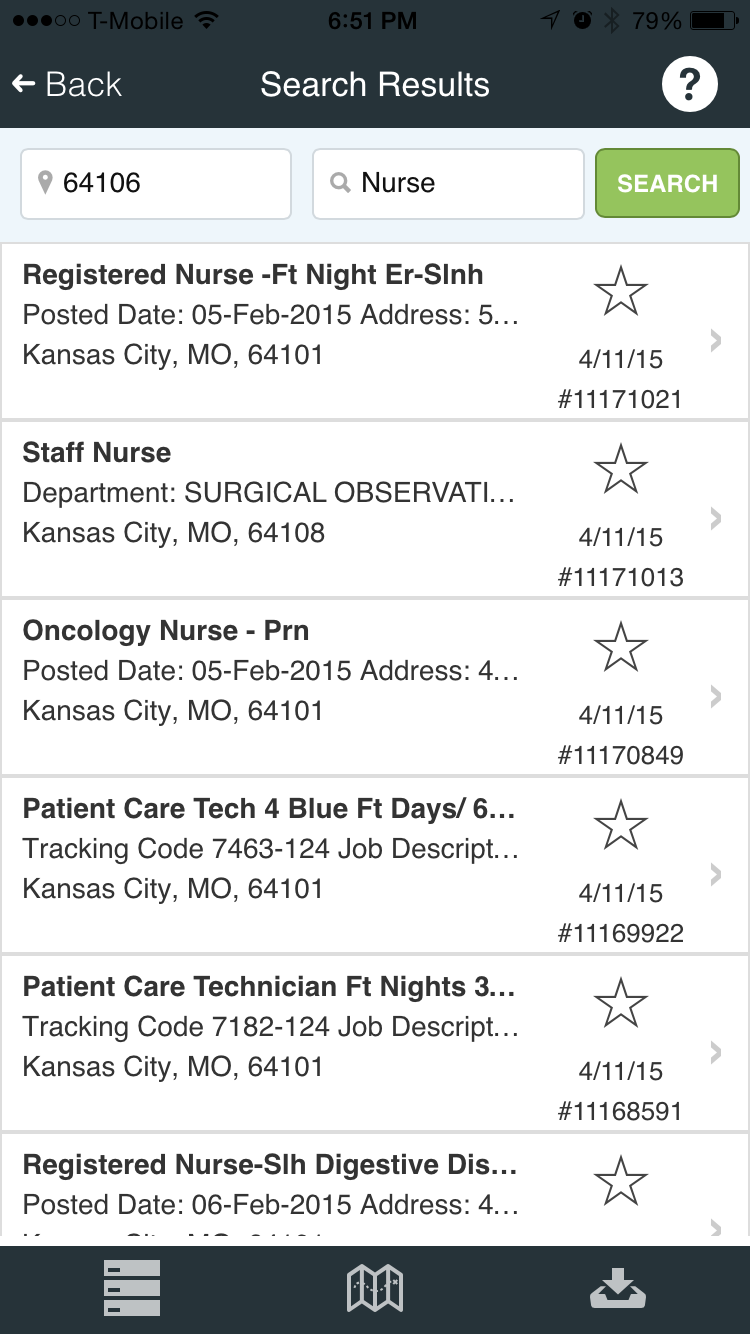 T-Mobile 6:51 PM 79%
Back Search Results ?
64106 Nurse SEARCH
Registered Nurse -Ft Night Er-Slnh
Posted Date: 05-Feb-2015 Address: 5...
Kansas City, MO, 64101
4/11/15
#11171021
Staff Nurse
Department: SURGICAL OBSERVATI...
Kansas City, MO, 64108
4/11/15
#11171013
Oncology Nurse - Prn
Posted Date: 05-Feb-2015 Address: 4...
Kansas City, MO, 64101
4/11/15
#11170849
Patient Care Tech 4 Blue Ft Days/ 6...
Tracking Code 7463-124 Job Descript...
Kansas City, MO, 64101
4/11/15
#11169922
Patient Care Technician Ft Nights 3...
Tracking Code 7182-124 Job Descript...
Kansas City, MO, 64101
4/11/15
#11168591
Registered Nurse-Slh Digestive Dis...
Posted Date: 06-Feb-2015 Address: 4...